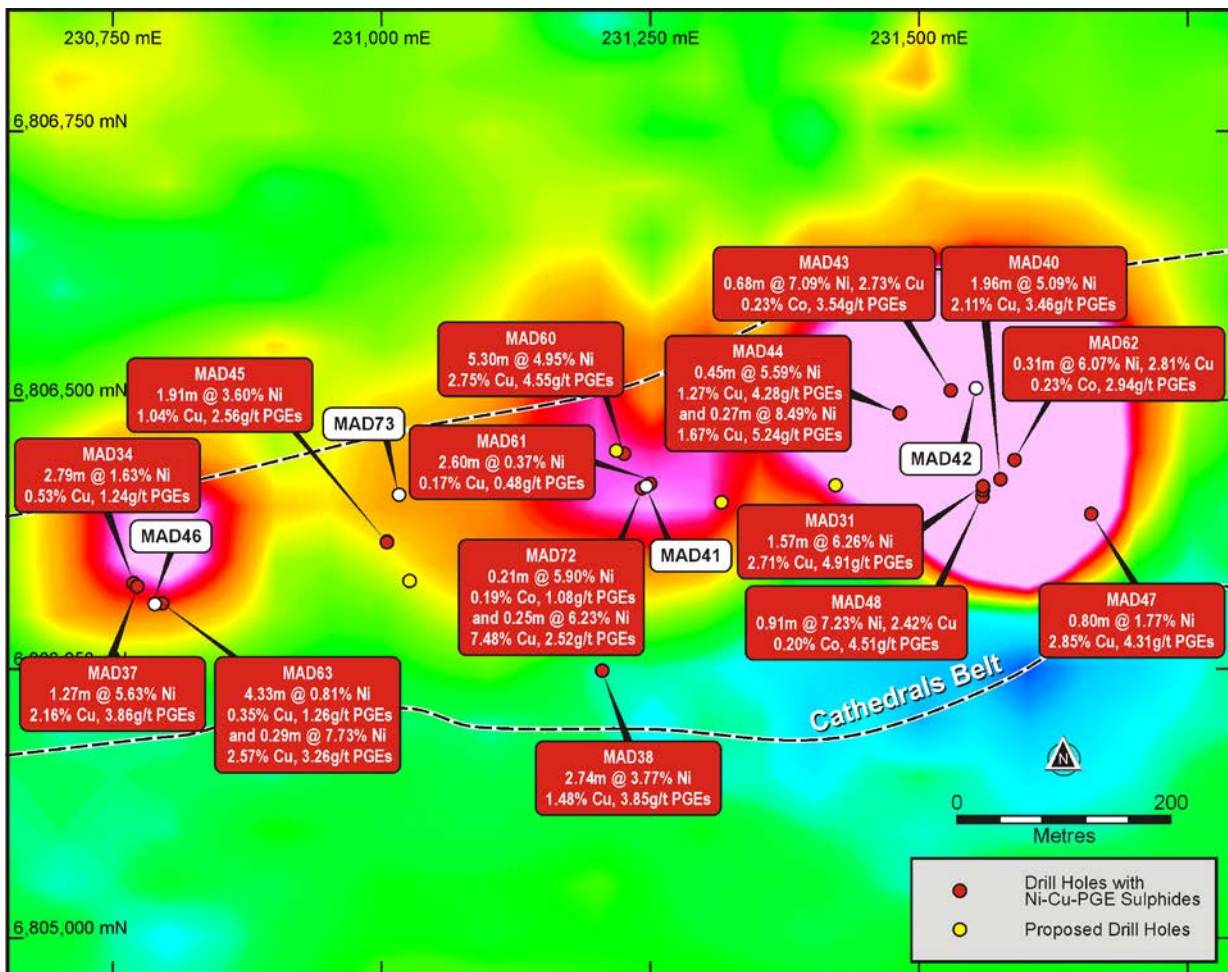 230,750 mE
231,000 mE
231,250 mE
231,500 mE
6,806,750 mN
MAD43
0.68m @ 7.09% Ni, 2.73% Cu
0.23% Co, 3.54g/t PGEs
MAD40
1.96m @ 5.09% Ni
2.11% Cu, 3.46g/t PGEs
MAD60
5.30m @ 4.95% Ni
2.75% Cu, 4.55g/t PGEs
MAD44
0.45m @ 5.59% Ni
1.27% Cu, 4.28g/t PGEs
and 0.27m @ 8.49% Ni
1.67% Cu, 5.24g/t PGEs
MAD62
0.31m @ 6.07% Ni, 2.81% Cu
0.23% Co, 2.94g/t PGEs
MAD45
1.91m @ 3.60% Ni
1.04% Cu, 2.56g/t PGEs
6,806,500 mN
MAD73
MAD61
2.60m @ 0.37% Ni
0.17% Cu, 0.48g/t PGEs
MAD34
2.79m @ 1.63% Ni
0.53% Cu, 1.24g/t PGEs
MAD42
MAD46
MAD72
0.21m @ 5.90% Ni
0.19% Co, 1.08g/t PGEs
and 0.25m @ 6.23% Ni
7.48% Cu, 2.52g/t PGEs
MAD41
MAD31
1.57m @ 6.26% Ni
2.71% Cu, 4.91g/t PGEs
MAD48
0.91m @ 7.23% Ni, 2.42% Cu
0.20% Co, 4.51g/t PGEs
MAD47
0.80m @ 1.77% Ni
2.85% Cu, 4.31g/t PGEs
MAD37
1.27m @ 5.63% Ni
2.16% Cu, 3.86g/t PGEs
MAD63
4.33m @ 0.81% Ni
0.35% Cu, 1.26g/t PGEs
and 0.29m @ 7.73% Ni
2.57% Cu, 3.26g/t PGEs
Cathedrals Belt
MAD38
2.74m @ 3.77% Ni
1.48% Cu, 3.85g/t PGEs
N
0 200
Metres
Drill Holes with
Ni-Cu-PGE Sulphides
Proposed Drill Holes
6,805,000 mN